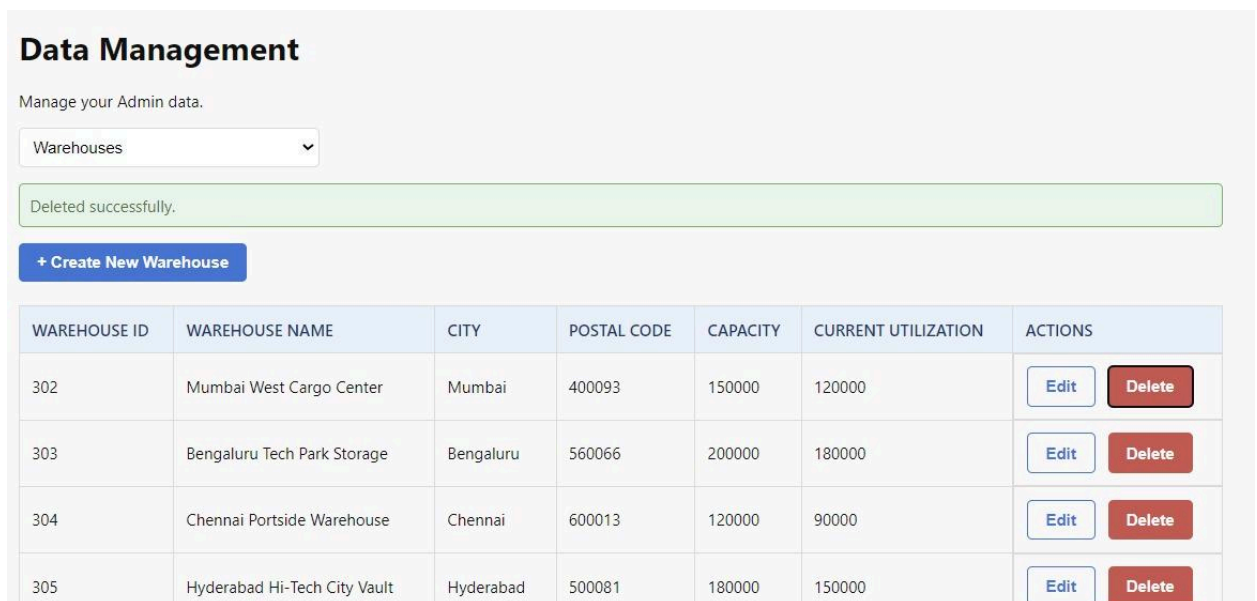 Data Management
Manage your Admin data.
Warehouses
Deleted successfully.
+ Create New Warehouse
WAREHOUSE ID WAREHOUSE NAME CITY POSTAL CODE CAPACITY CURRENT UTILIZATION ACTIONS
302 Mumbai West Cargo Center Mumbai 400093 150000 120000 Edit Delete
303 Bengaluru Tech Park Storage Bengaluru 560066 200000 180000 Edit Delete
304 Chennai Portside Warehouse Chennai 600013 120000 90000 Edit Delete
305 Hyderabad Hi-Tech City Vault Hyderabad 500081 180000 150000 Edit Delete